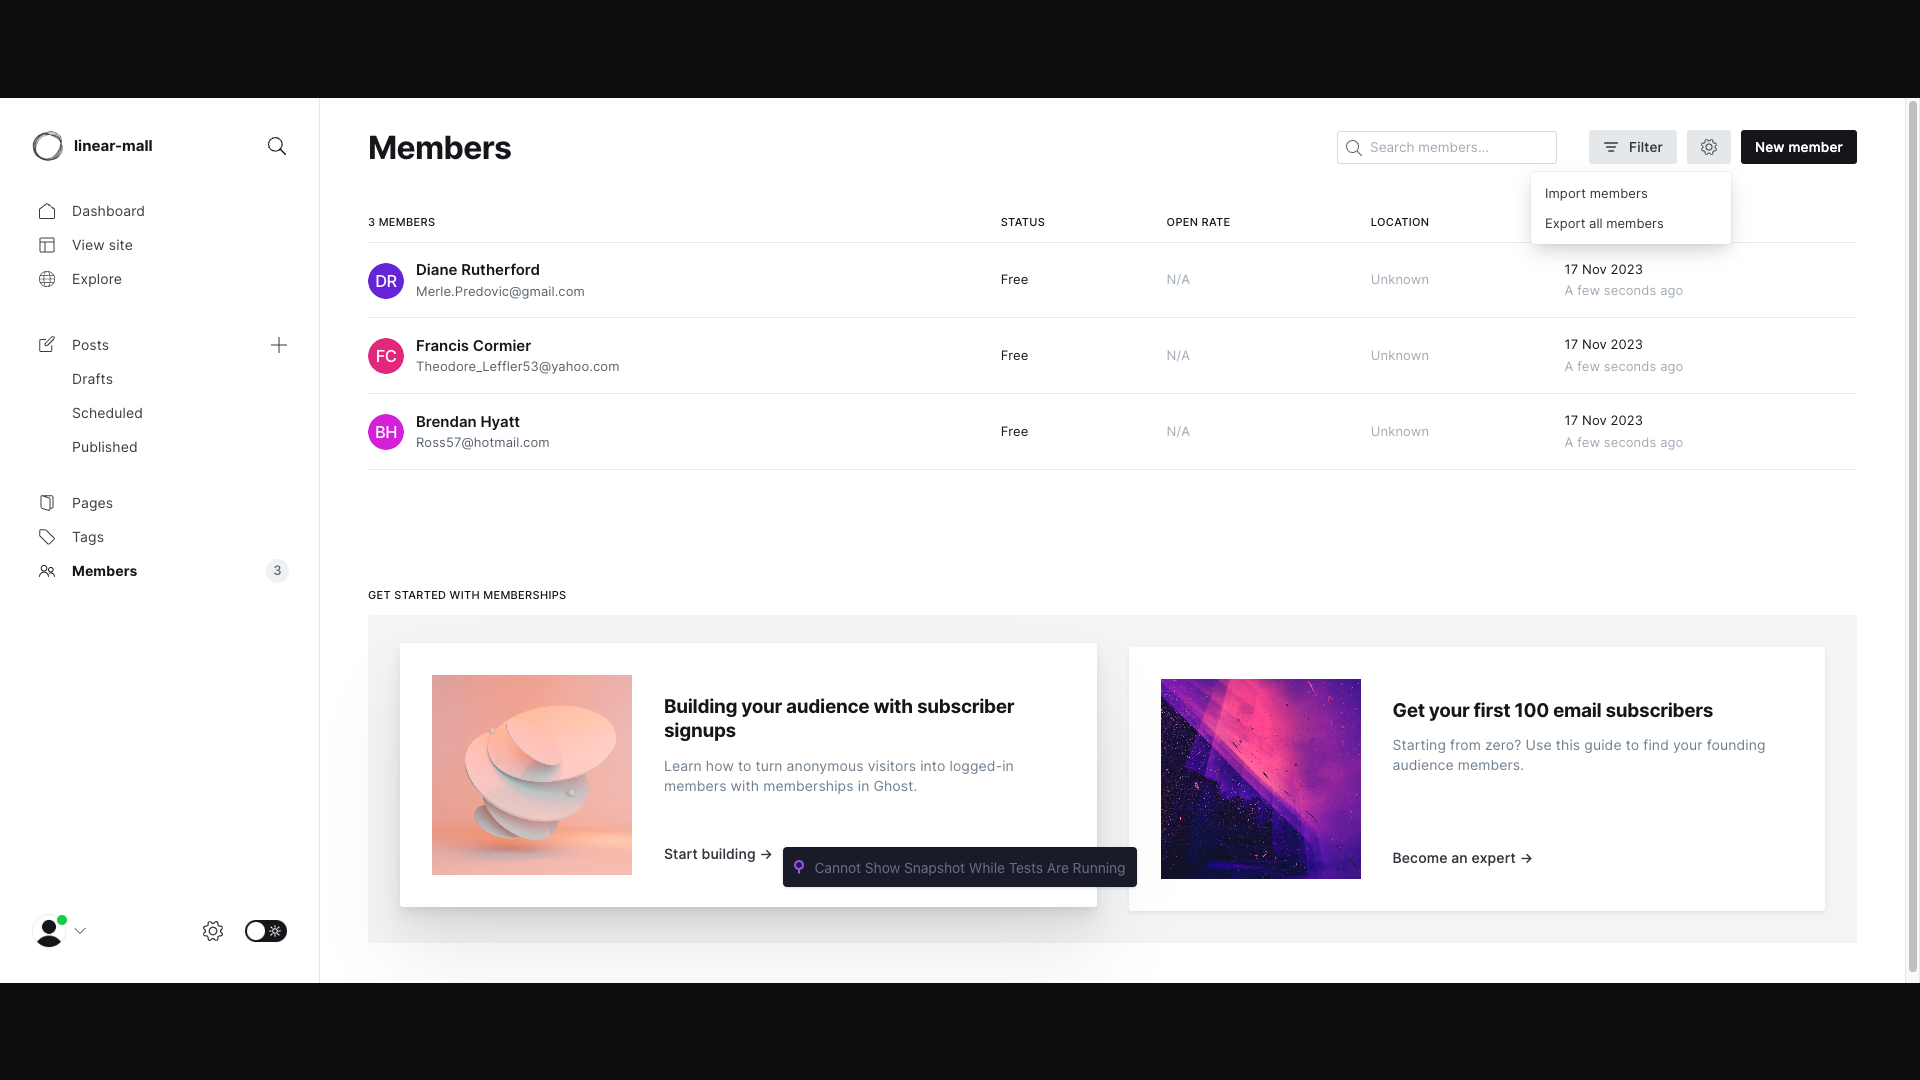 linear-mall
Dashboard
View site
Explore
Posts
Drafts
Scheduled
Published
Pages
Tags
Members
3
Members
Search members...
Filter
New member
Import members
Export all members
3 MEMBERS
STATUS
OPEN RATE
LOCATION
DR
Diane Rutherford
Merle.Predovic@gmail.com
Free
N/A
Unknown
17 Nov 2023
A few seconds ago
FC
Francis Cormier
Theodore_Leffler53@yahoo.com
Free
N/A
Unknown
17 Nov 2023
A few seconds ago
BH
Brendan Hyatt
Ross57@hotmail.com
Free
N/A
Unknown
17 Nov 2023
A few seconds ago
GET STARTED WITH MEMBERSHIPS
Building your audience with subscriber
signups
Learn how to turn anonymous visitors into logged-in
members with memberships in Ghost.
Start building →
Get your first 100 email subscribers
Starting from zero? Use this guide to find your founding
audience members.
Become an expert →
Cannot Show Snapshot While Tests Are Running